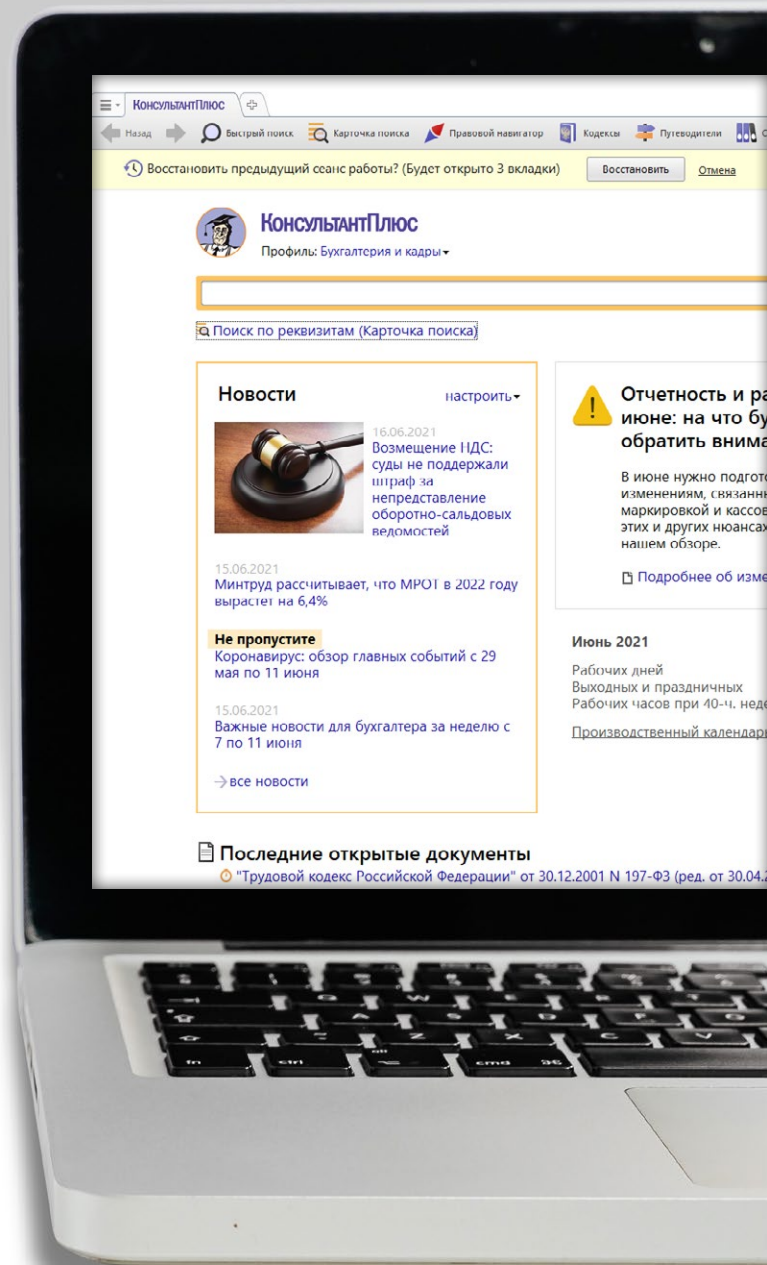 КонсультантПлюс
Назад Быстрый поиск Карточка поиска Правовой навигатор Кодексы Путеводители
Восстановить предыдущий сеанс работы? (Будет открыто 3 вкладки) Восстановить Отмена
КонсультантПлюс
Профиль: Бухгалтерия и кадры
Поиск по реквизитам (Карточка поиска)
Новости настроить
16.06.2021
Возмещение НДС:
суды не поддержали
штраф за
непредставление
оборотно-сальдовых
ведомостей
15.06.2021
Минтруд рассчитывает, что МРОТ в 2022 году
вырастет на 6,4%
Не пропустите
Коронавирус: обзор главных событий с 29
мая по 11 июня
15.06.2021
Важные новости для бухгалтера за неделю с
7 по 11 июня
все новости
Отчетность и ра
июне: на что бу
обратить внима
В июне нужно подгото
изменениям, связанны
маркировкой и кассов
этих и других нюансах
нашем обзоре.
Подробнее об изме
Июнь 2021
Рабочих дней
Выходных и праздничных
Рабочих часов при 40-ч. неде
Производственный календарь
Последние открытые документы
"Трудовой кодекс Российской Федерации" от 30.12.2001 N 197-ФЗ (ред. от 30.04.2
Q W E R T
A S D F G
Z X C V
fn ctrl alt cmd ⌘